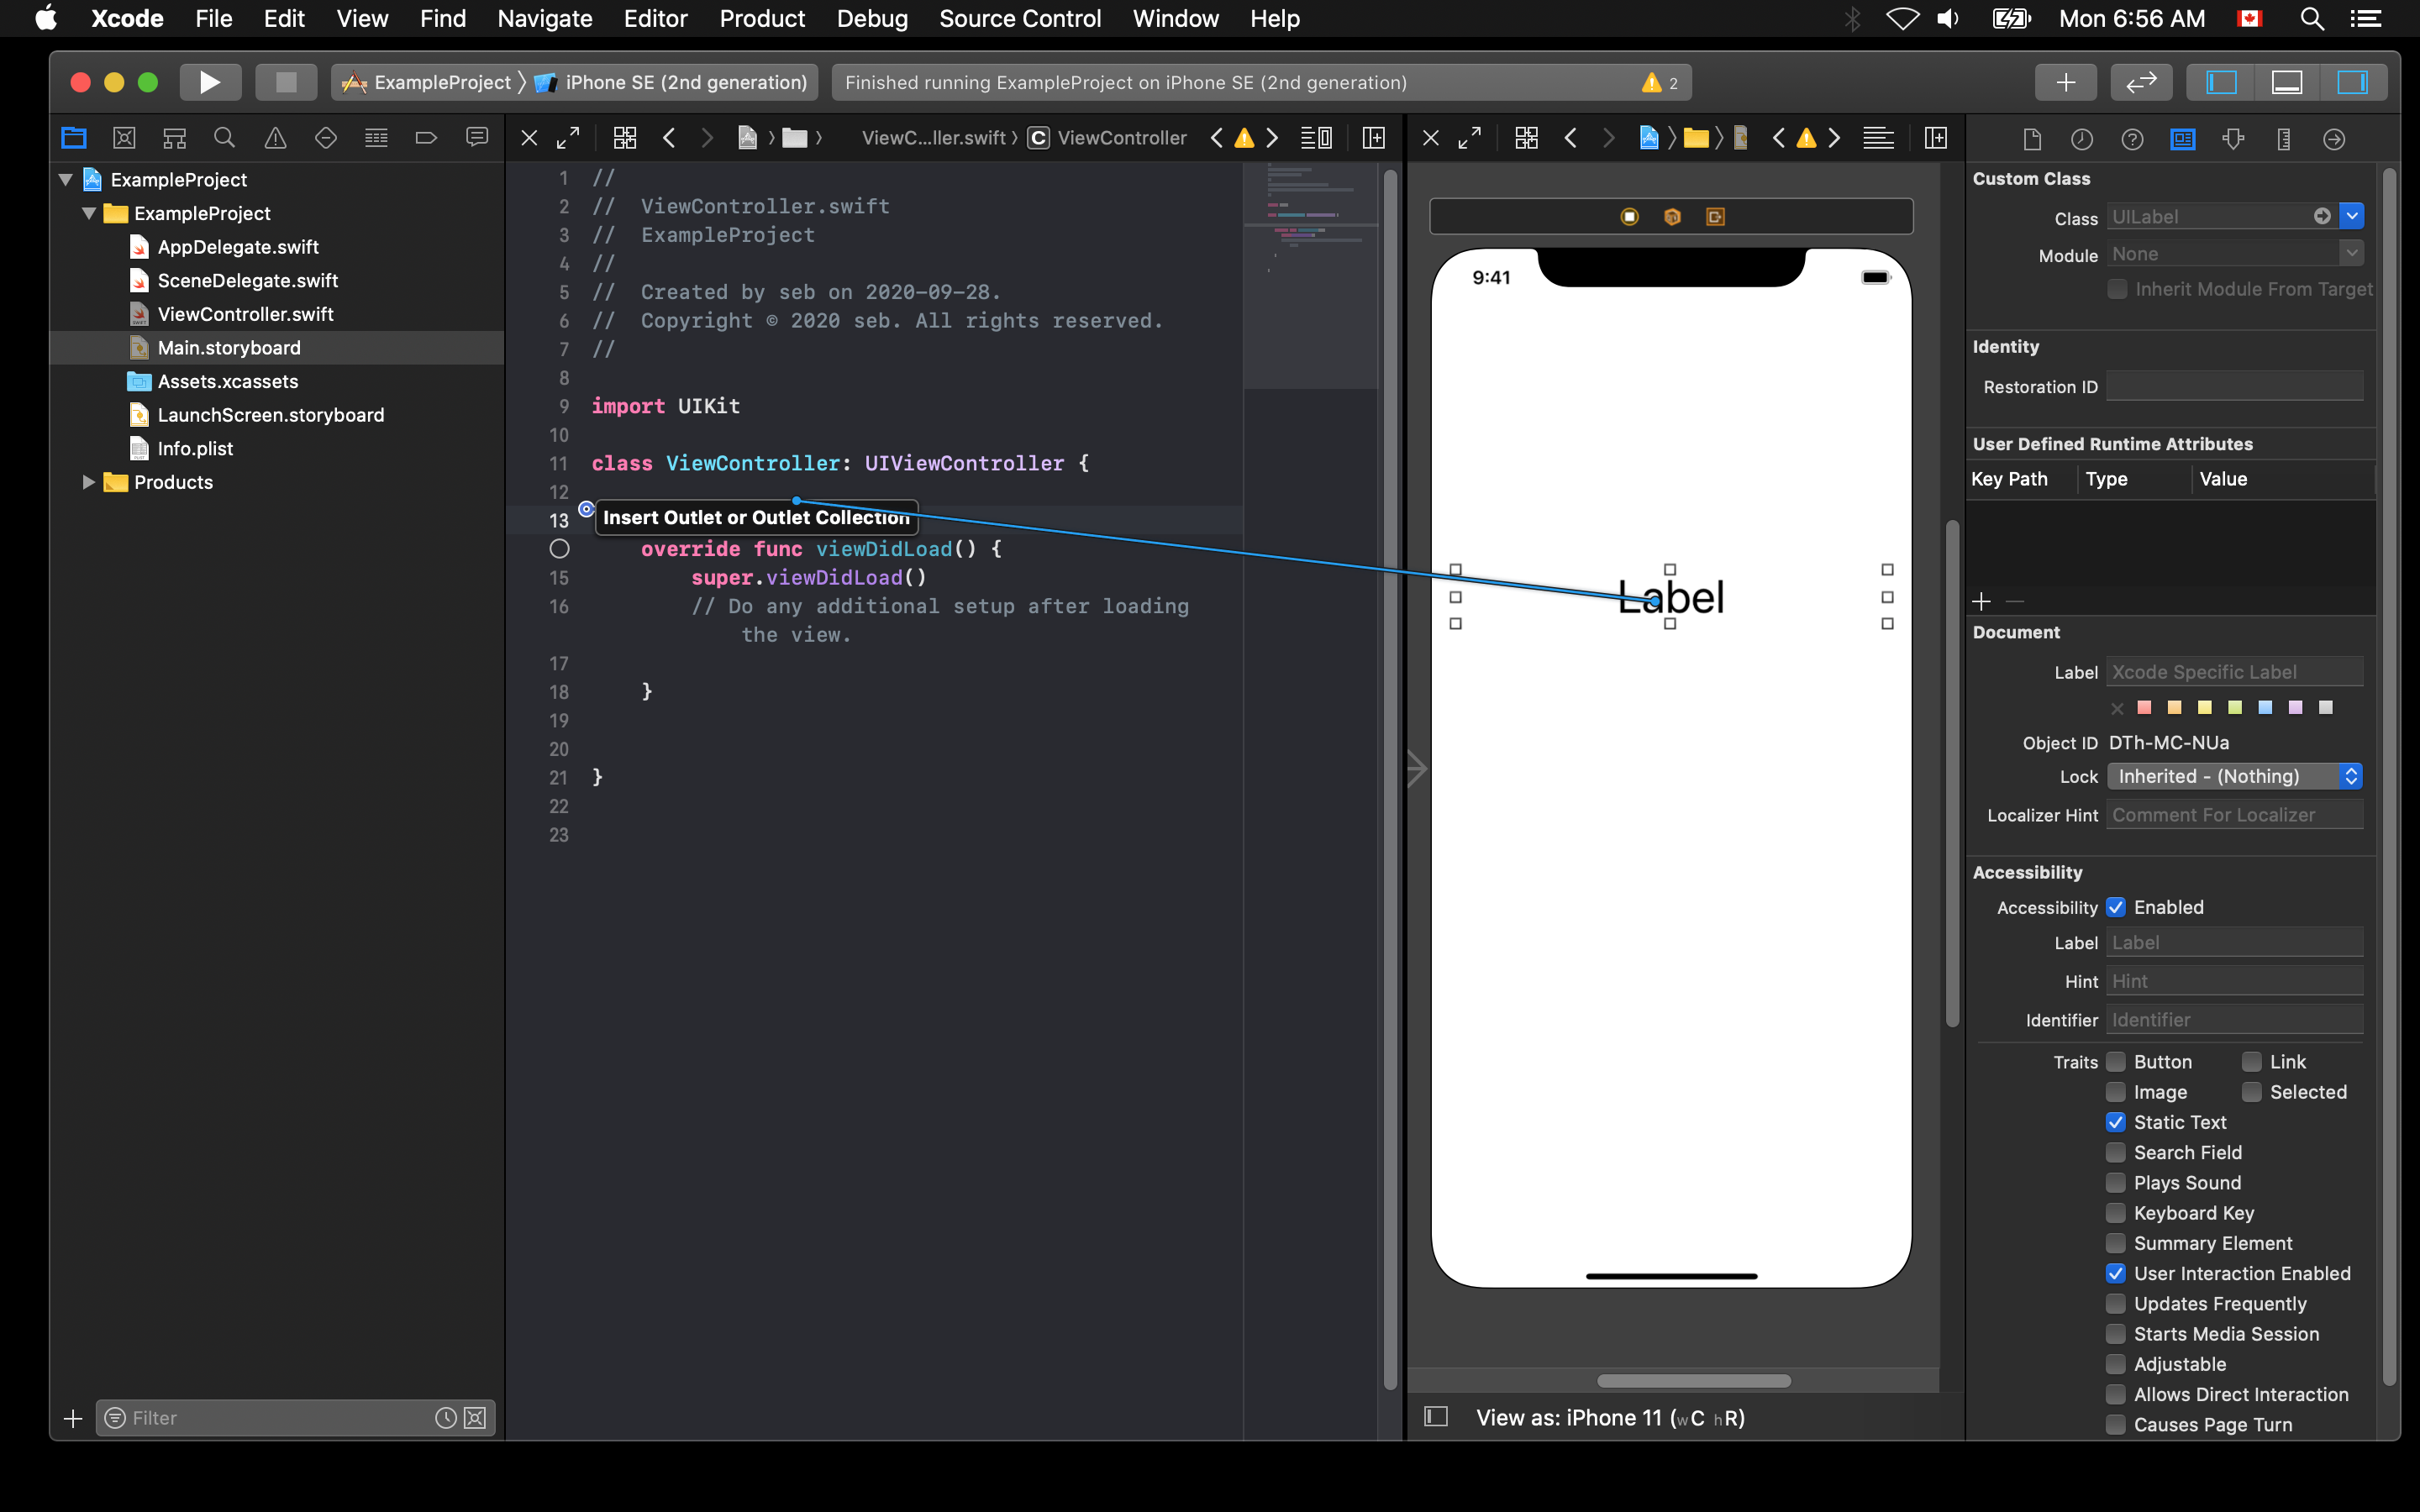 Xcode File Edit View Find Navigate Editor Product Debug Source Control Window Help Mon 6:56 AM
ExampleProject 〉 iPhone SE (2nd generation)
Finished running ExampleProject on iPhone SE (2nd generation) 2
ExampleProject
ExampleProject
AppDelegate.swift
SceneDelegate.swift
ViewController.swift
Main.storyboard
Assets.xcassets
LaunchScreen.storyboard
Info.plist
Products
Filter
ViewC...ller.swift 〉 C ViewController
1 //
2 //  ViewController.swift
3 //  ExampleProject
4 //
5 //  Created by seb on 2020-09-28.
6 //  Copyright © 2020 seb. All rights reserved.
7 //
8
9 import UIKit
10
11 class ViewController: UIViewController {
12
13 Insert Outlet or Outlet Collection
override func viewDidLoad() {
15 super.viewDidLoad()
16 // Do any additional setup after loading
the view.
17
18 }
19
20
21 }
22
23
9:41
Label
View as: iPhone 11 (wC hR)
Custom Class
Class UILabel
Module None
Inherit Module From Target
Identity
Restoration ID
User Defined Runtime Attributes
Key Path Type Value
Document
Label Xcode Specific Label
Object ID DTh-MC-NUa
Lock Inherited - (Nothing)
Localizer Hint Comment For Localizer
Accessibility
Accessibility Enabled
Label Label
Hint Hint
Identifier Identifier
Traits Button Link
Image Selected
Static Text
Search Field
Plays Sound
Keyboard Key
Summary Element
User Interaction Enabled
Updates Frequently
Starts Media Session
Adjustable
Allows Direct Interaction
Causes Page Turn